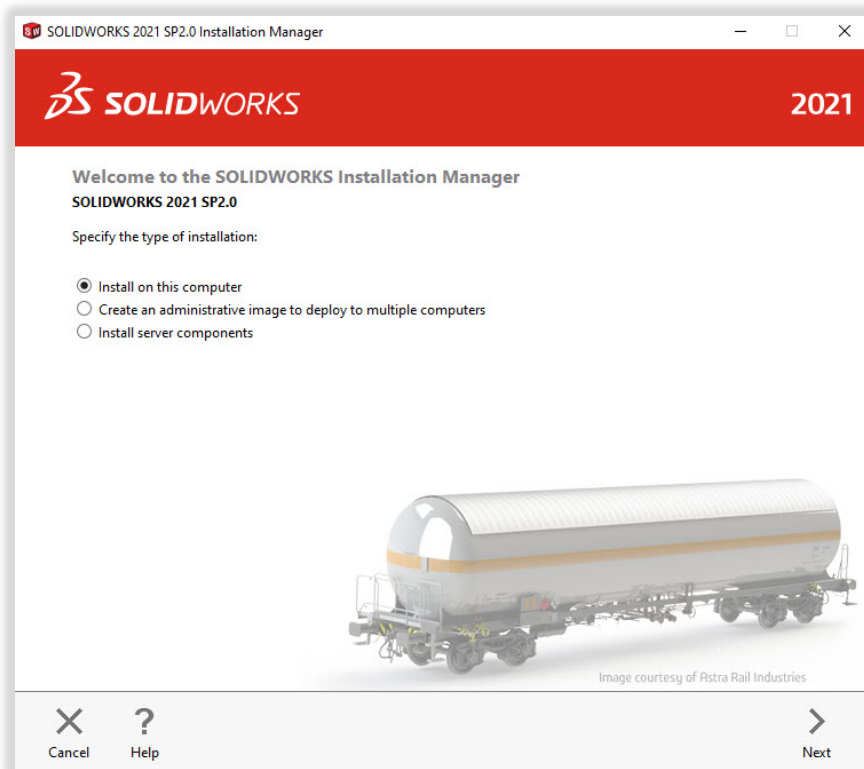 SW SOLIDWORKS 2021 SP2.0 Installation Manager
3DS SOLIDWORKS
2021
Welcome to the SOLIDWORKS Installation Manager
SOLIDWORKS 2021 SP2.0
Specify the type of installation:
Install on this computer
Create an administrative image to deploy to multiple computers
Install server components
Image courtesy of Astra Rail Industries
?
Cancel Help Next